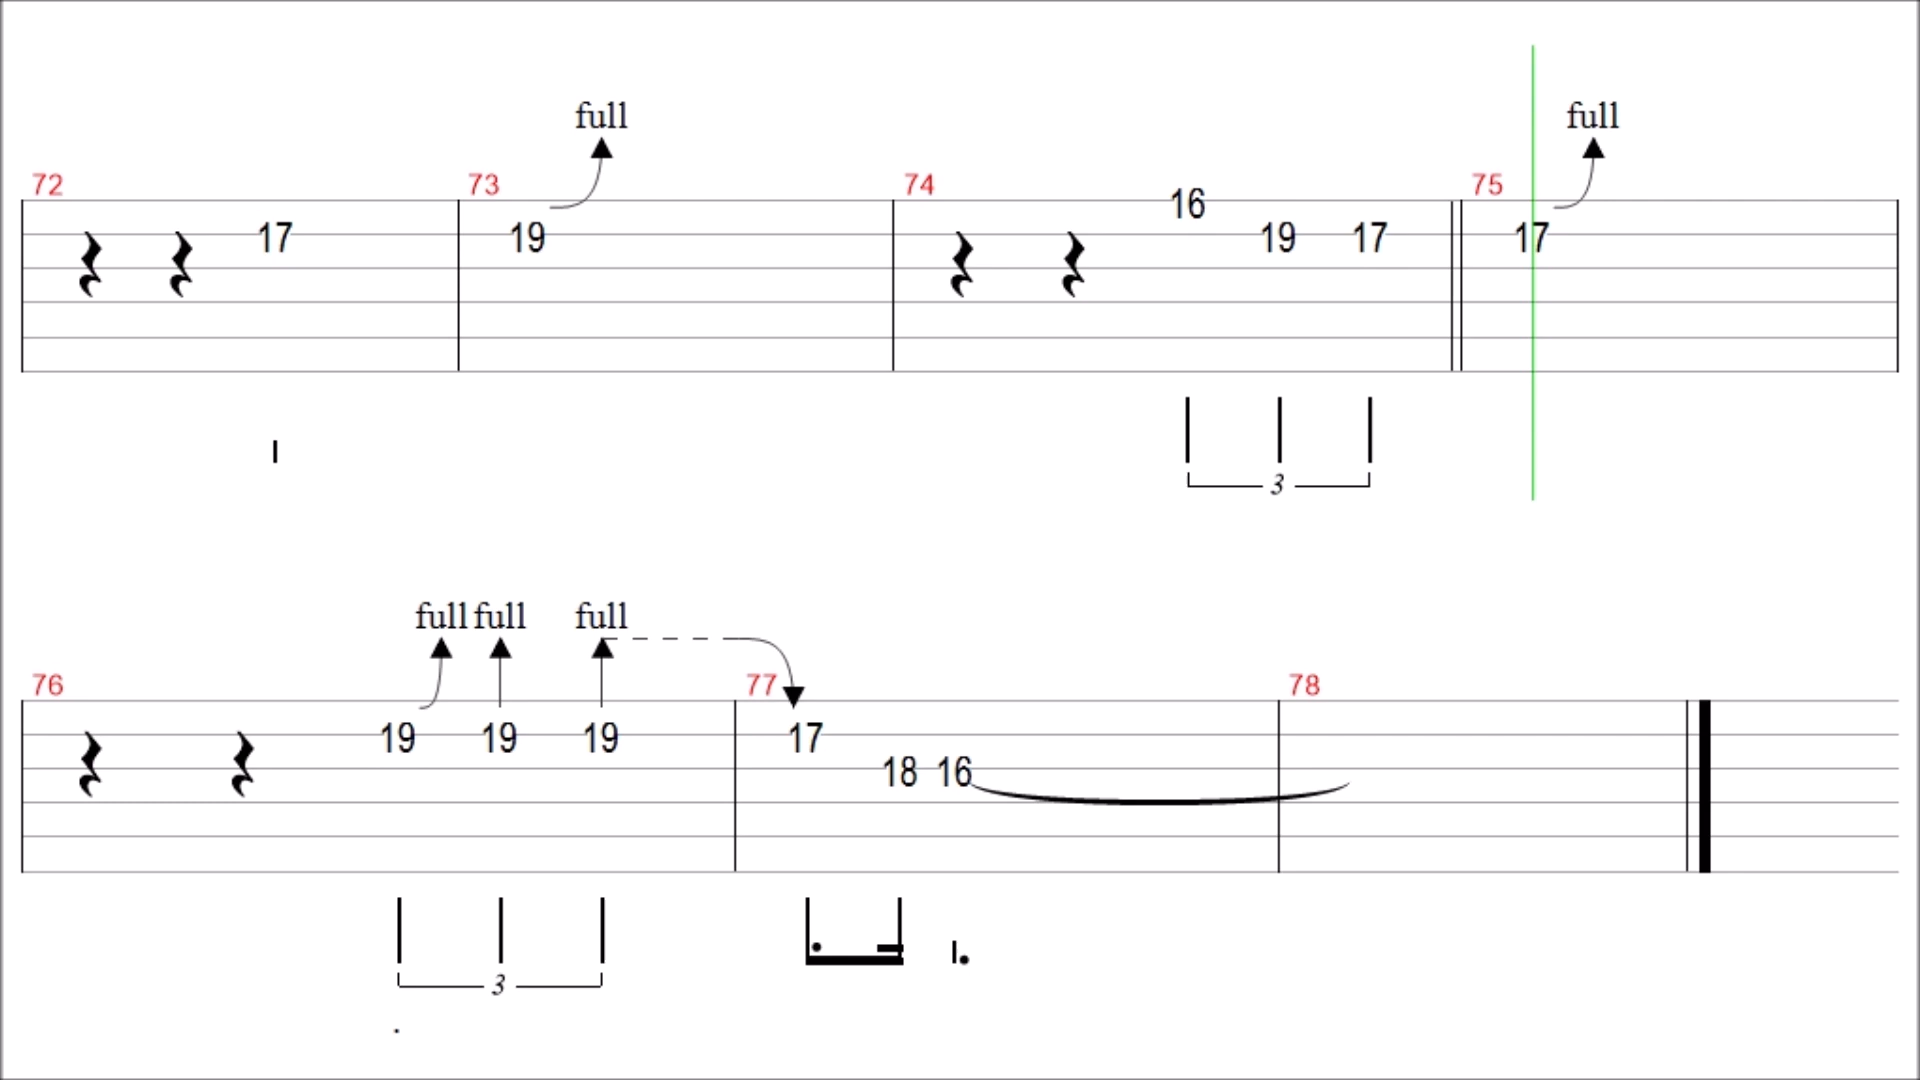 full full
72 73 74 75
16
17 19 19 17 17
3
full full full
76 77 78
19 19 19 17
18 16
3